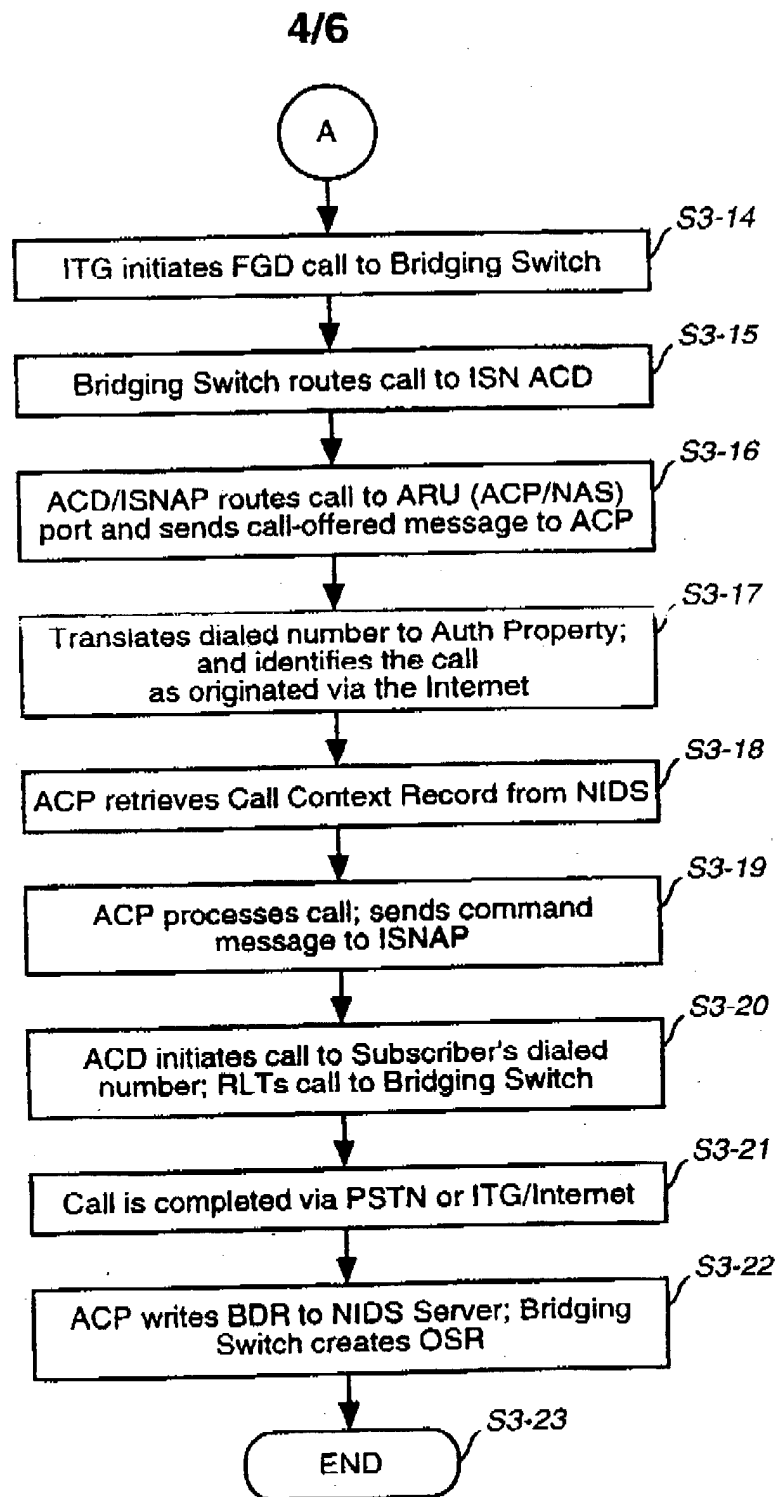 4/6
A
S3-14
ITG initiates FGD call to Bridging Switch
S3-15
Bridging Switch routes call to ISN ACD
S3-16
ACD/ISNAP routes call to ARU (ACP/NAS)
port and sends call-offered message to ACP
S3-17
Translates dialed number to Auth Property;
and identifies the call
as originated via the Internet
S3-18
ACP retrieves Call Context Record from NIDS
S3-19
ACP processes call; sends command
message to ISNAP
S3-20
ACD initiates call to Subscriber's dialed
number; RLTs call to Bridging Switch
S3-21
Call is completed via PSTN or ITG/Internet
S3-22
ACP writes BDR to NIDS Server; Bridging
Switch creates OSR
S3-23
END